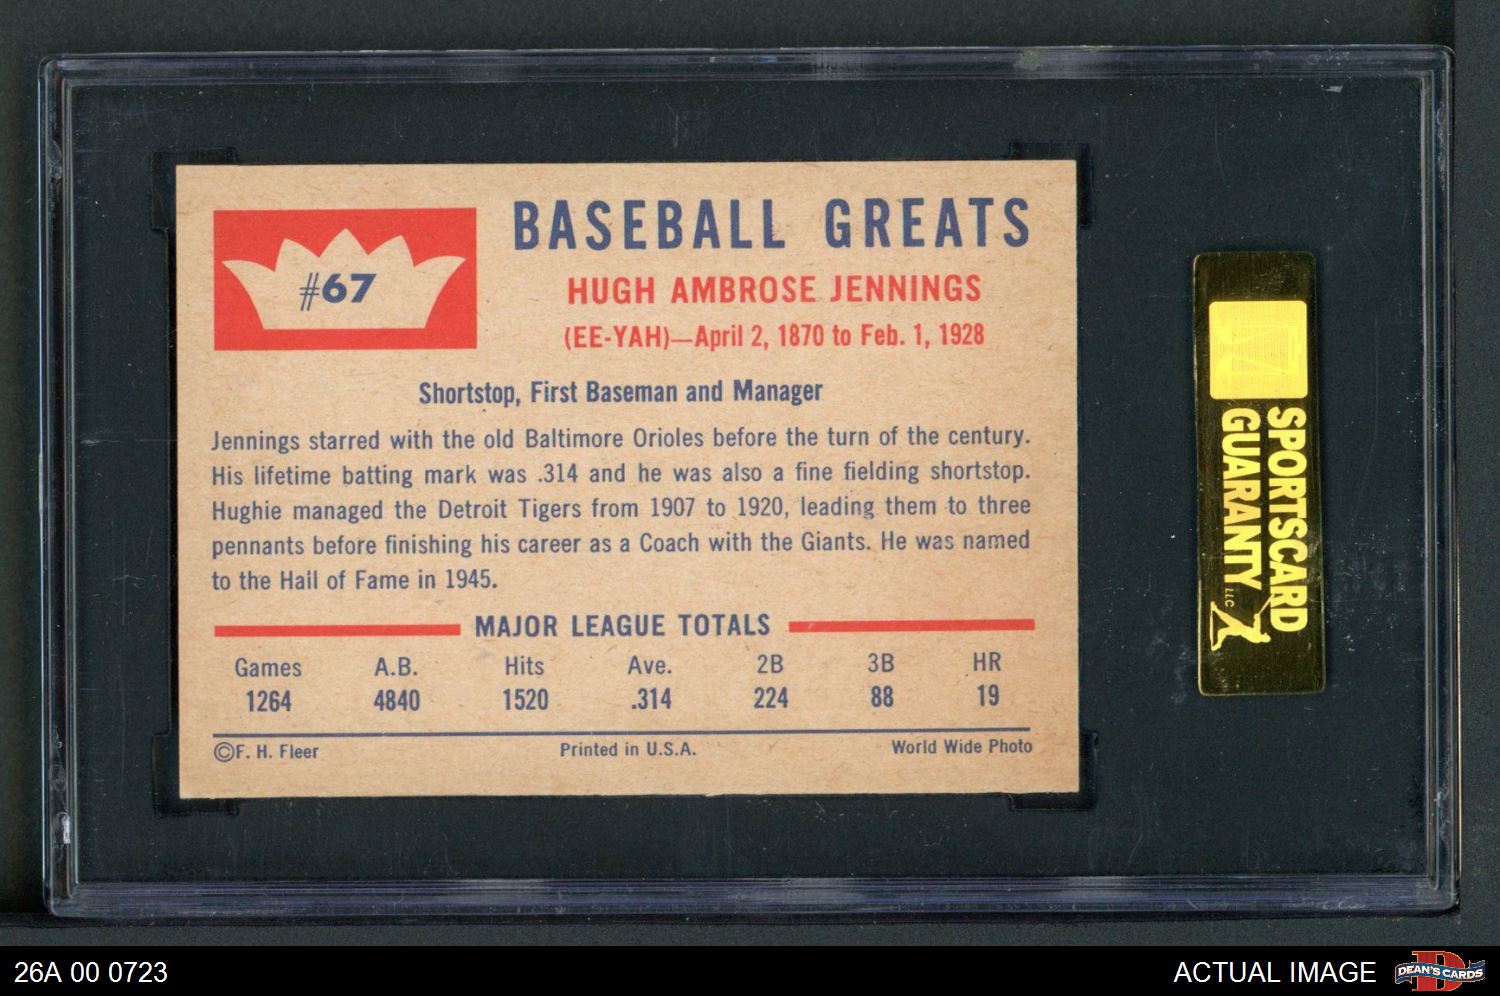 #67
BASEBALL GREATS
HUGH AMBROSE JENNINGS
(EE-YAH)—April 2, 1870 to Feb. 1, 1928
Shortstop, First Baseman and Manager
Jennings starred with the old Baltimore Orioles before the turn of the century.
His lifetime batting mark was .314 and he was also a fine fielding shortstop.
Hughie managed the Detroit Tigers from 1907 to 1920, leading them to three
pennants before finishing his career as a Coach with the Giants. He was named
to the Hall of Fame in 1945.
MAJOR LEAGUE TOTALS
Games A.B. Hits Ave. 2B 3B HR
1264 4840 1520 .314 224 88 19
©F. H. Fleer Printed in U.S.A. World Wide Photo
SPORTSCARD
GUARANTY LLC
26A 00 0723
ACTUAL IMAGE
D
DEAN'S CARDS